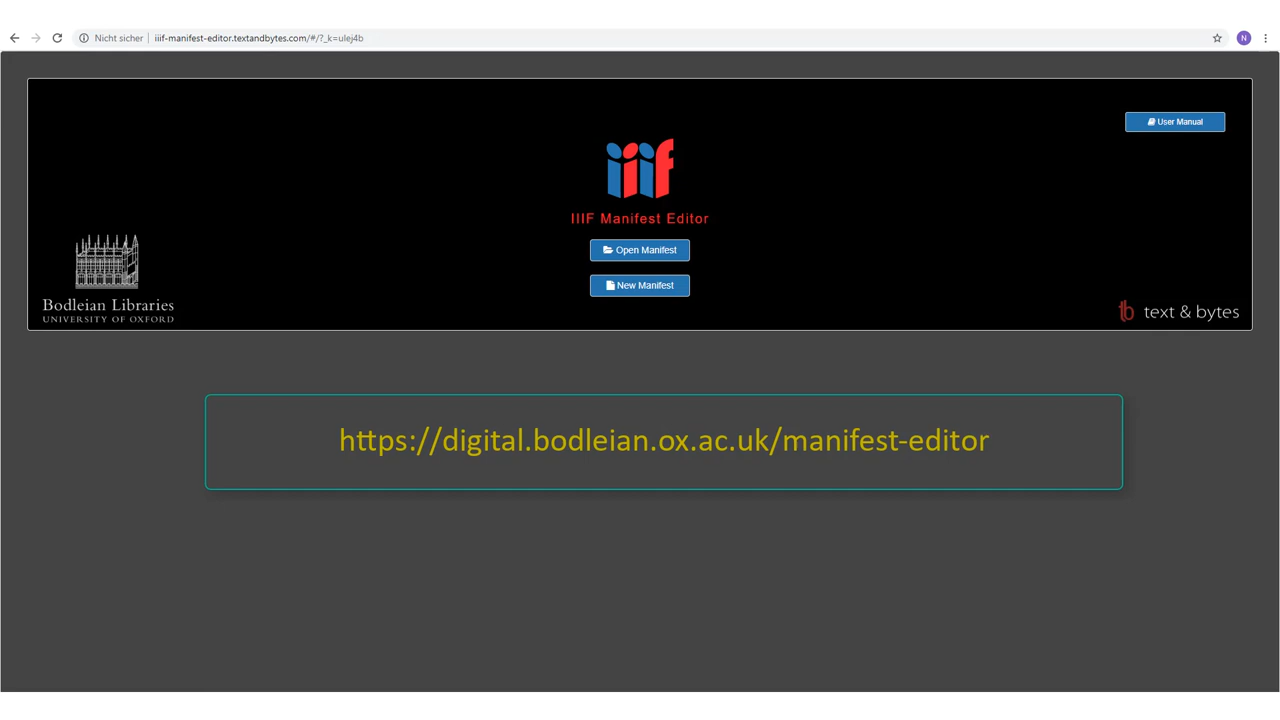 Nicht sicher iiif-manifest-editor.textandbytes.com/#/?_k=ulej4b
N
User Manual
iiif
IIIF Manifest Editor
Open Manifest
New Manifest
Bodleian Libraries
UNIVERSITY OF OXFORD
tb text & bytes
https://digital.bodleian.ox.ac.uk/manifest-editor